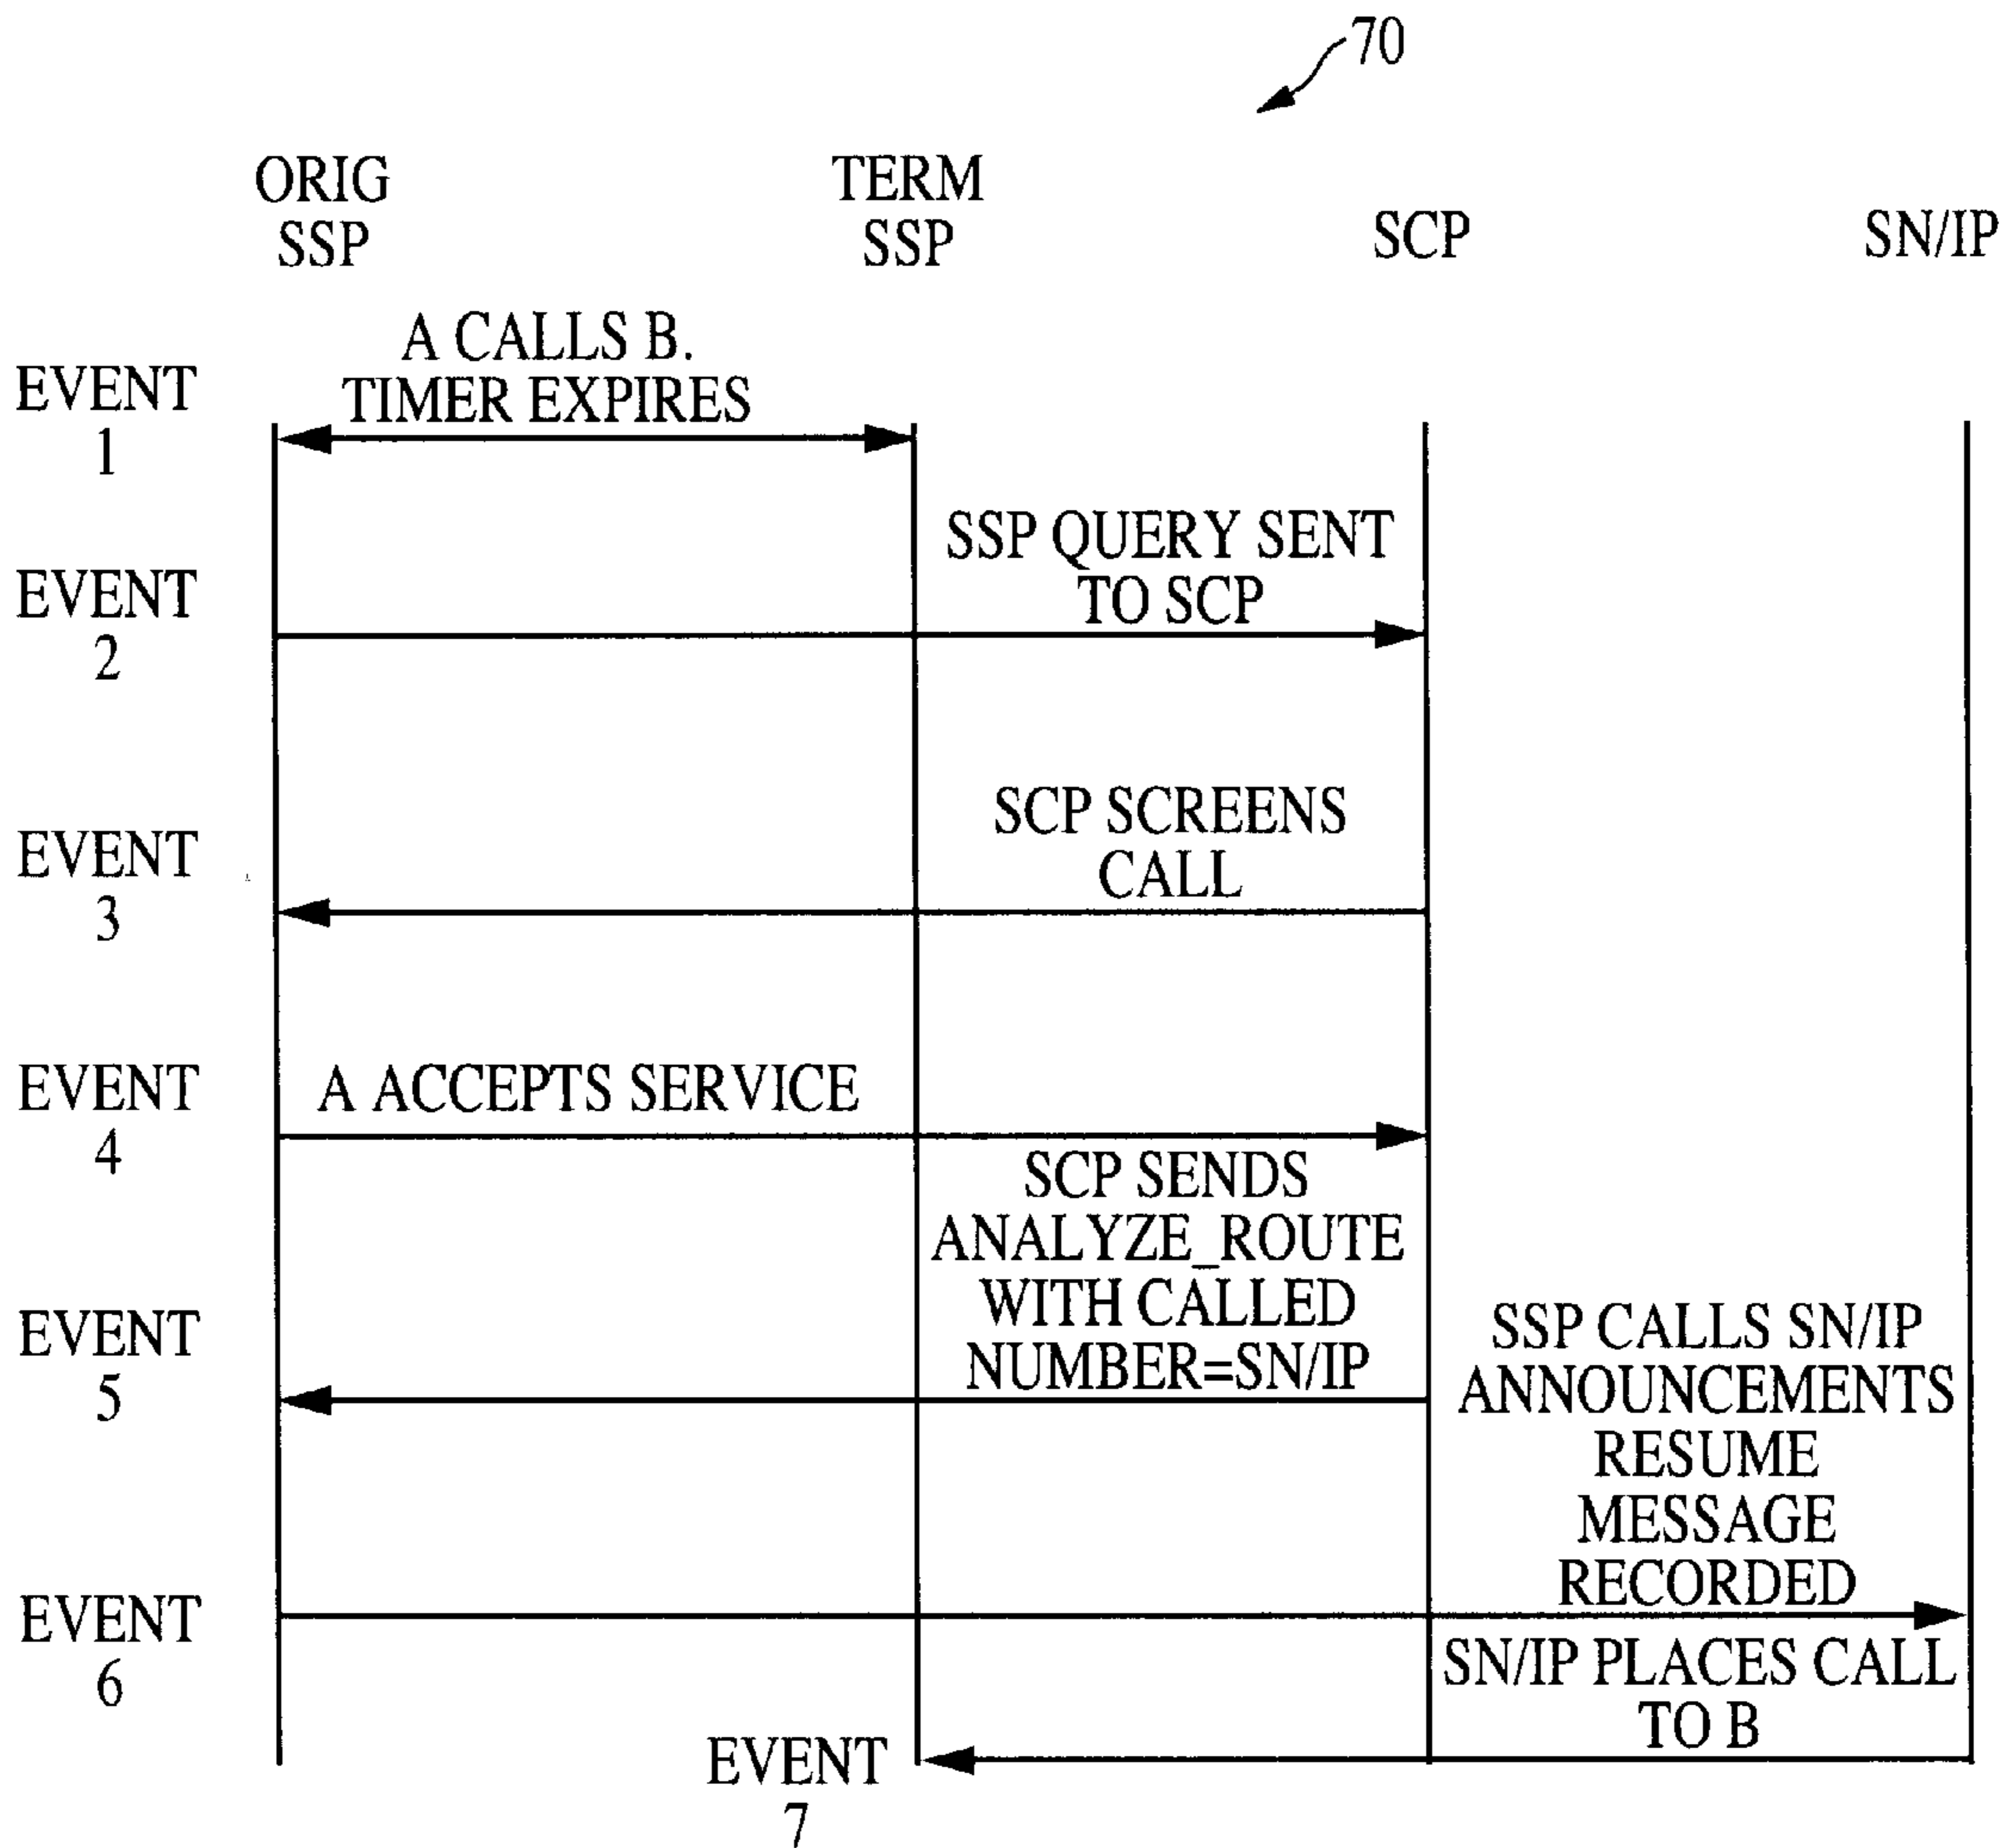 70
ORIG
SSP
TERM
SSP
SCP
SN/IP
EVENT
1
A CALLS B.
TIMER EXPIRES
EVENT
2
SSP QUERY SENT
TO SCP
EVENT
3
SCP SCREENS
CALL
EVENT
4
A ACCEPTS SERVICE
EVENT
5
SCP SENDS
ANALYZE_ROUTE
WITH CALLED
NUMBER=SN/IP
EVENT
6
SSP CALLS SN/IP
ANNOUNCEMENTS
RESUME
MESSAGE
RECORDED
EVENT
7
SN/IP PLACES CALL
TO B